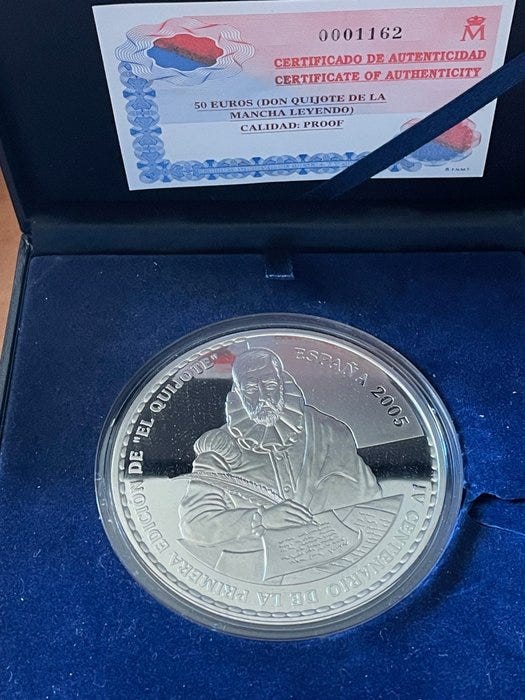 0001162
M
CERTIFICADO DE AUTENTICIDAD
CERTIFICATE OF AUTHENTICITY
50 EUROS (DON QUIJOTE DE LA
MANCHA LEYENDO)
CALIDAD: PROOF
ESPAÑA 2005
IV CENTENARIO DE LA PRIMERA EDICION DE "EL QUIJOTE"